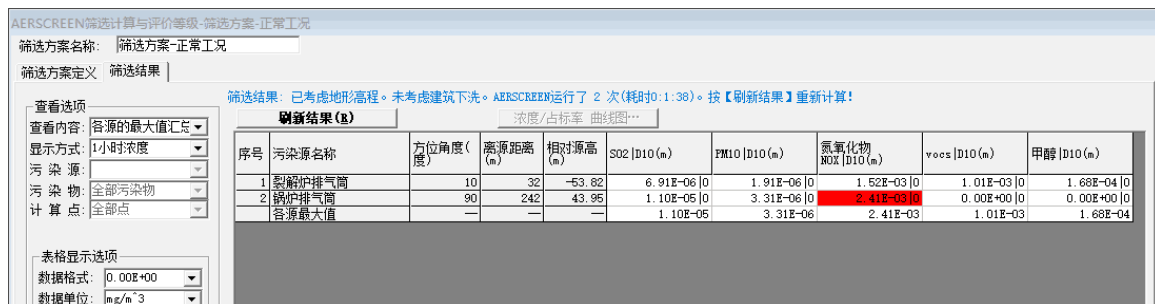 AERSCREEN筛选计算与评价等级-筛选方案-正常工况
筛选方案名称: 筛选方案-正常工况
筛选方案定义 筛选结果
筛选结果: 已考虑地形高程。未考虑建筑下洗。AERSCREEN运行了 2 次(耗时0:1:38)。按【刷新结果】重新计算!
查看选项
查看内容: 各源的最大值汇总
显示方式: 1小时浓度
污 染 源:
污 染 物: 全部污染物
计 算 点: 全部点
表格显示选项
数据格式: 0.00E+00
数据单位: mg/m^3
刷新结果(R) 浓度/占标率 曲线图…
序号 污染源名称 方位角度(度) 离源距离(m) 相对源高(m) SO2|D10(m) PM10|D10(m) 氮氧化物NOX|D10(m) vocs|D10(m) 甲醇|D10(m)
1 裂解炉排气筒 10 32 -53.82 6.91E-06|0 1.91E-06|0 1.52E-03|0 1.01E-03|0 1.68E-04|0
2 锅炉排气筒 90 242 43.95 1.10E-05|0 3.31E-06|0 2.41E-03|0 0.00E+00|0 0.00E+00|0
各源最大值 — — — 1.10E-05 3.31E-06 2.41E-03 1.01E-03 1.68E-04